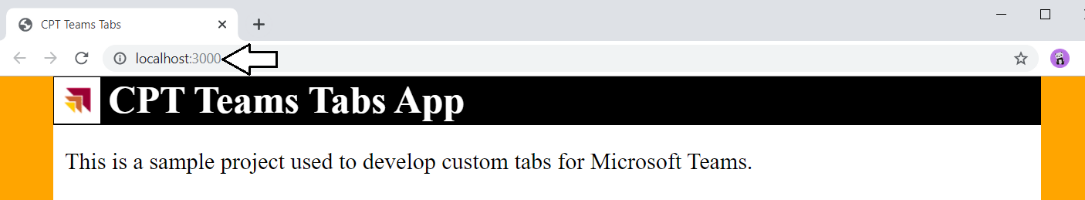 CPT Teams Tabs
localhost:3000
CPT Teams Tabs App
This is a sample project used to develop custom tabs for Microsoft Teams.